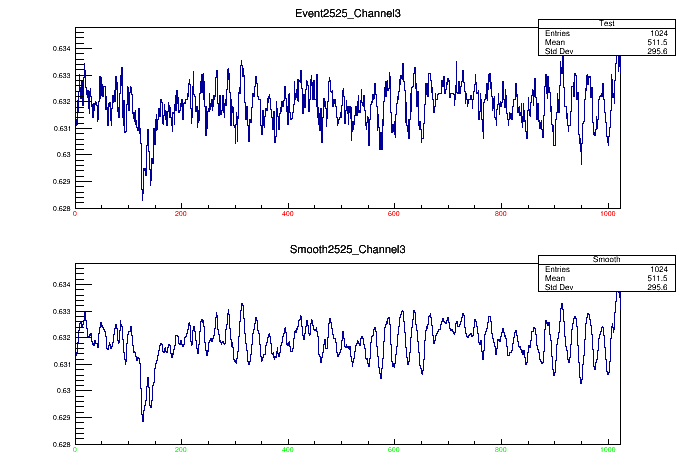 Event2525_Channel3
Test
Entries 1024
Mean 511.5
Std Dev 295.6
0.634
0.633
0.632
0.631
0.63
0.629
0.628
0 200 400 600 800 1000
Smooth2525_Channel3
Smooth
Entries 1024
Mean 511.5
Std Dev 295.6
0.634
0.633
0.632
0.631
0.63
0.629
0.628
0 200 400 600 800 1000